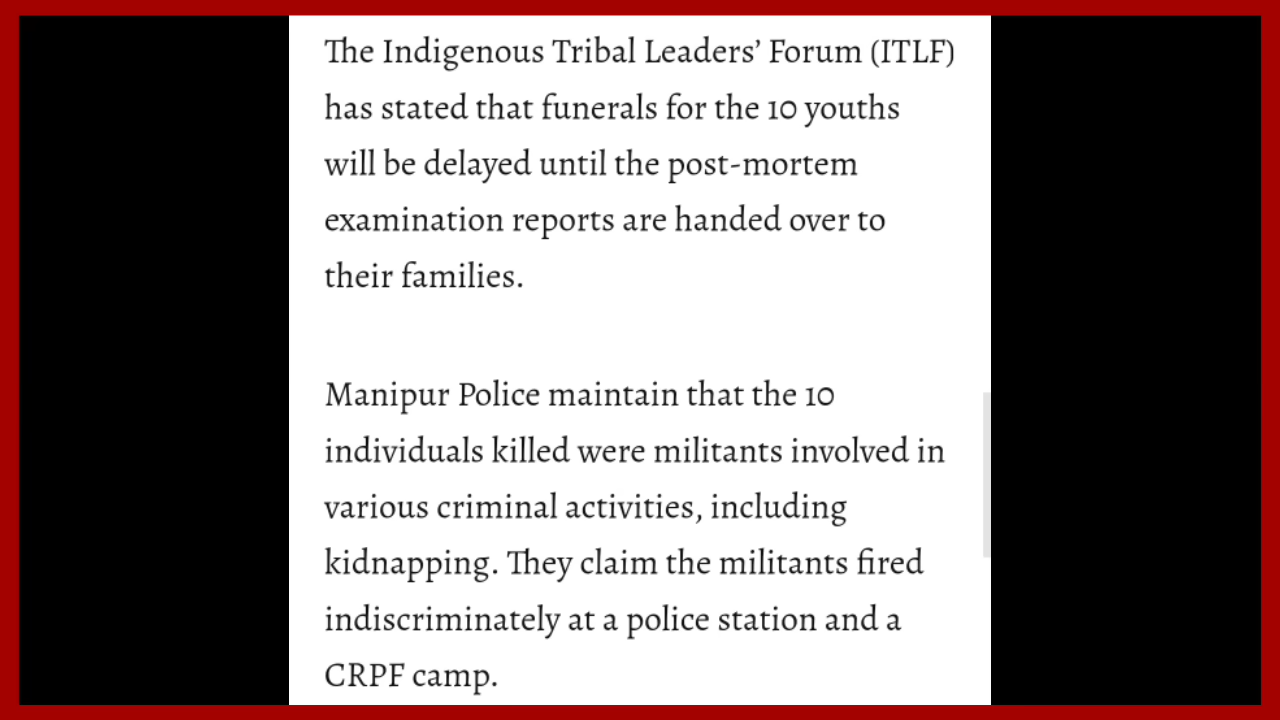 The Indigenous Tribal Leaders’ Forum (ITLF)
has stated that funerals for the 10 youths
will be delayed until the post-mortem
examination reports are handed over to
their families.
Manipur Police maintain that the 10
individuals killed were militants involved in
various criminal activities, including
kidnapping. They claim the militants fired
indiscriminately at a police station and a
CRPF camp.